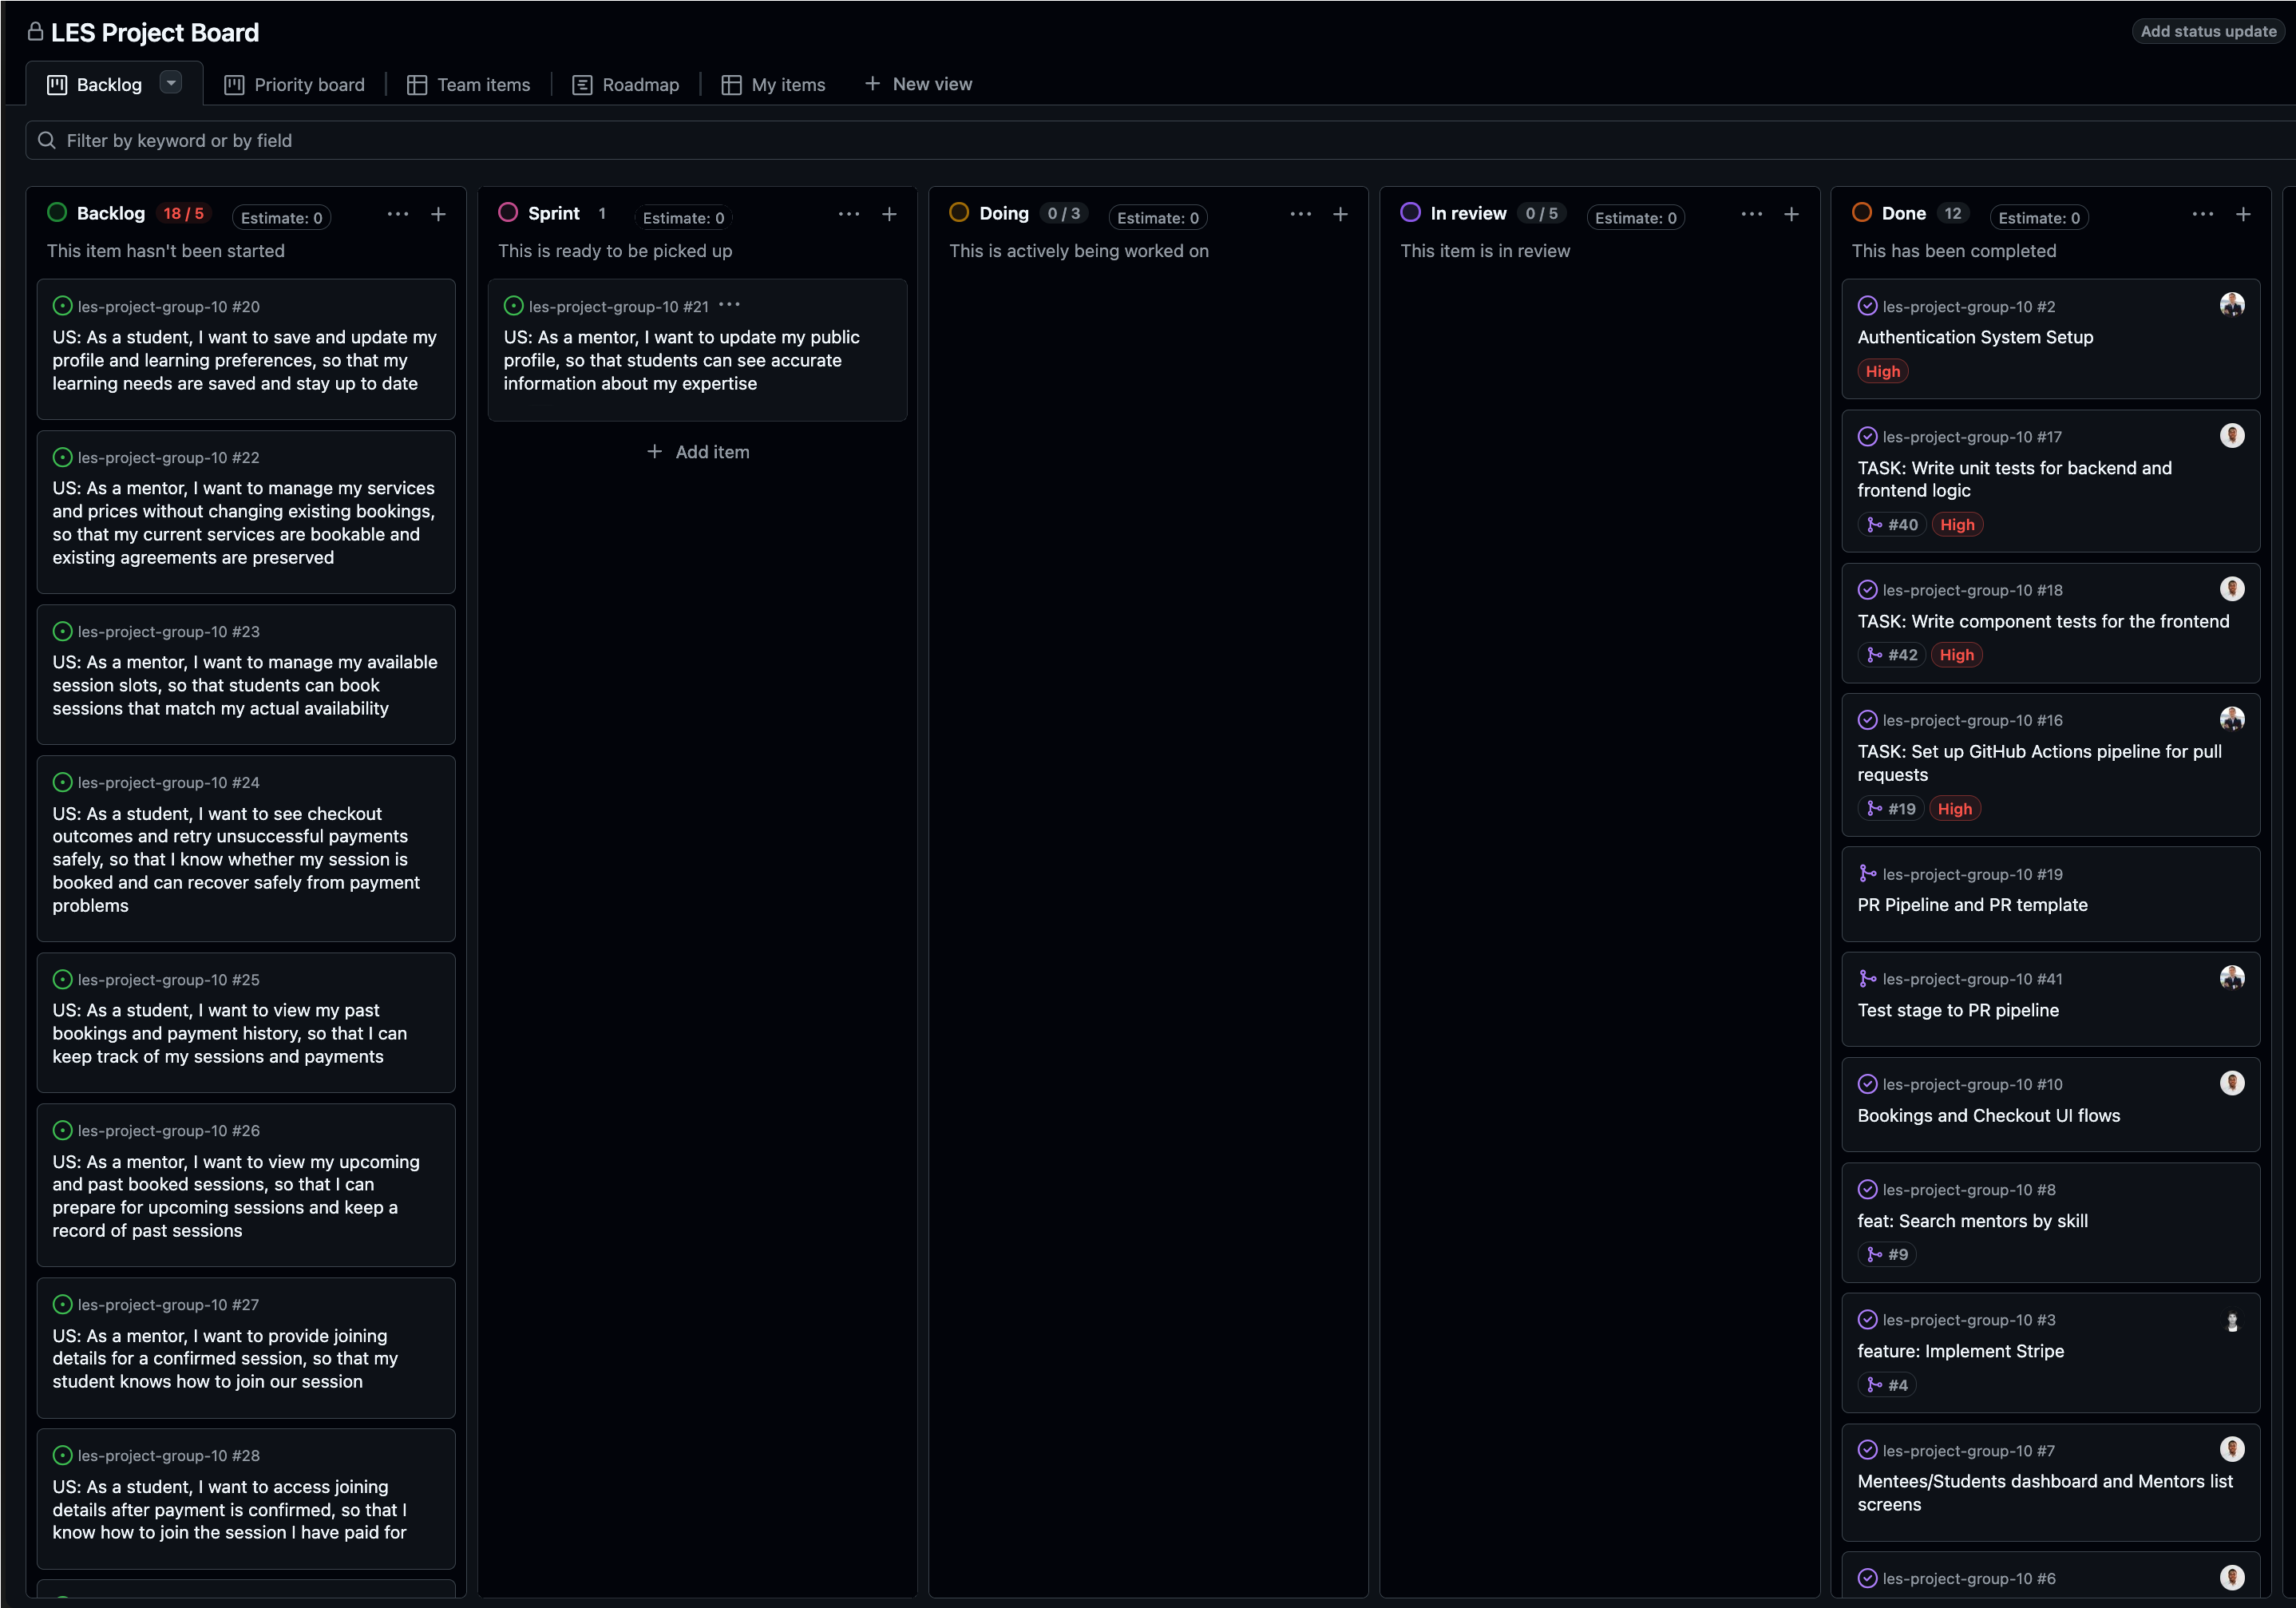 LES Project Board
Add status update
Backlog
Priority board
Team items
Roadmap
My items
New view
Filter by keyword or by field
Backlog 18 / 5 Estimate: 0
This item hasn't been started
les-project-group-10 #20
US: As a student, I want to save and update my
profile and learning preferences, so that my
learning needs are saved and stay up to date
les-project-group-10 #22
US: As a mentor, I want to manage my services
and prices without changing existing bookings,
so that my current services are bookable and
existing agreements are preserved
les-project-group-10 #23
US: As a mentor, I want to manage my available
session slots, so that students can book
sessions that match my actual availability
les-project-group-10 #24
US: As a student, I want to see checkout
outcomes and retry unsuccessful payments
safely, so that I know whether my session is
booked and can recover safely from payment
problems
les-project-group-10 #25
US: As a student, I want to view my past
bookings and payment history, so that I can
keep track of my sessions and payments
les-project-group-10 #26
US: As a mentor, I want to view my upcoming
and past booked sessions, so that I can
prepare for upcoming sessions and keep a
record of past sessions
les-project-group-10 #27
US: As a mentor, I want to provide joining
details for a confirmed session, so that my
student knows how to join our session
les-project-group-10 #28
US: As a student, I want to access joining
details after payment is confirmed, so that I
know how to join the session I have paid for
Sprint 1 Estimate: 0
This is ready to be picked up
les-project-group-10 #21
US: As a mentor, I want to update my public
profile, so that students can see accurate
information about my expertise
Add item
Doing 0 / 3 Estimate: 0
This is actively being worked on
In review 0 / 5 Estimate: 0
This item is in review
Done 12 Estimate: 0
This has been completed
les-project-group-10 #2
Authentication System Setup
High
les-project-group-10 #17
TASK: Write unit tests for backend and
frontend logic
#40 High
les-project-group-10 #18
TASK: Write component tests for the frontend
#42 High
les-project-group-10 #16
TASK: Set up GitHub Actions pipeline for pull
requests
#19 High
les-project-group-10 #19
PR Pipeline and PR template
les-project-group-10 #41
Test stage to PR pipeline
les-project-group-10 #10
Bookings and Checkout UI flows
les-project-group-10 #8
feat: Search mentors by skill
#9
les-project-group-10 #3
feature: Implement Stripe
#4
les-project-group-10 #7
Mentees/Students dashboard and Mentors list
screens
les-project-group-10 #6